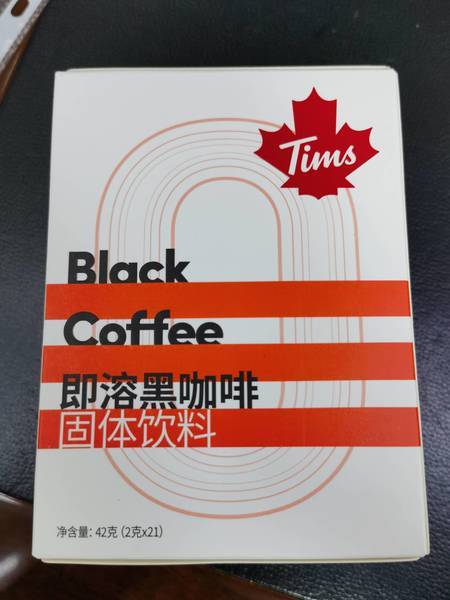 Tims
Black
Coffee
即溶黑咖啡
固体饮料
净含量: 42克 (2克x21)